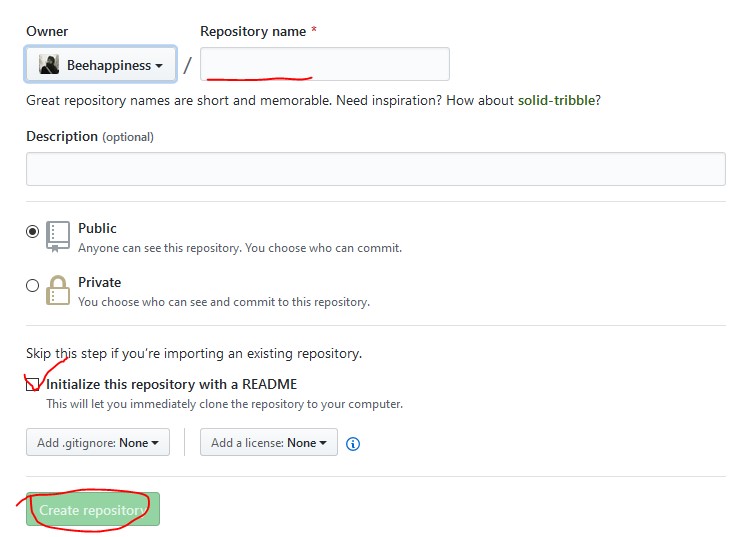 Owner
Repository name *
Beehappiness /
Great repository names are short and memorable. Need inspiration? How about solid-tribble?
Description (optional)
Public
Anyone can see this repository. You choose who can commit.
Private
You choose who can see and commit to this repository.
Skip this step if you're importing an existing repository.
Initialize this repository with a README
This will let you immediately clone the repository to your computer.
Add .gitignore: None
Add a license: None
Create repository